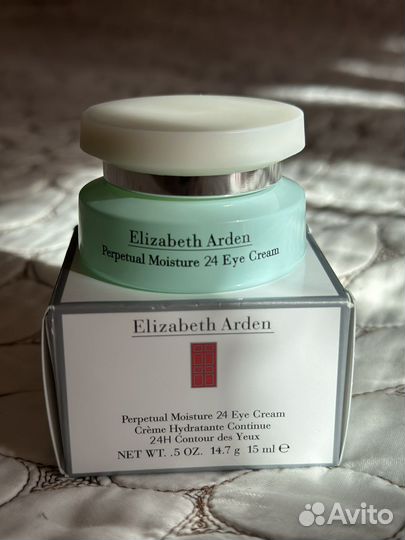 Elizabeth Arden
Perpetual Moisture 24 Eye Cream
Elizabeth Arden
Perpetual Moisture 24 Eye Cream
Crème Hydratante Continue
24H Contour des Yeux
NET WT. .5 OZ. 14.7 g 15 ml ℮
Avito